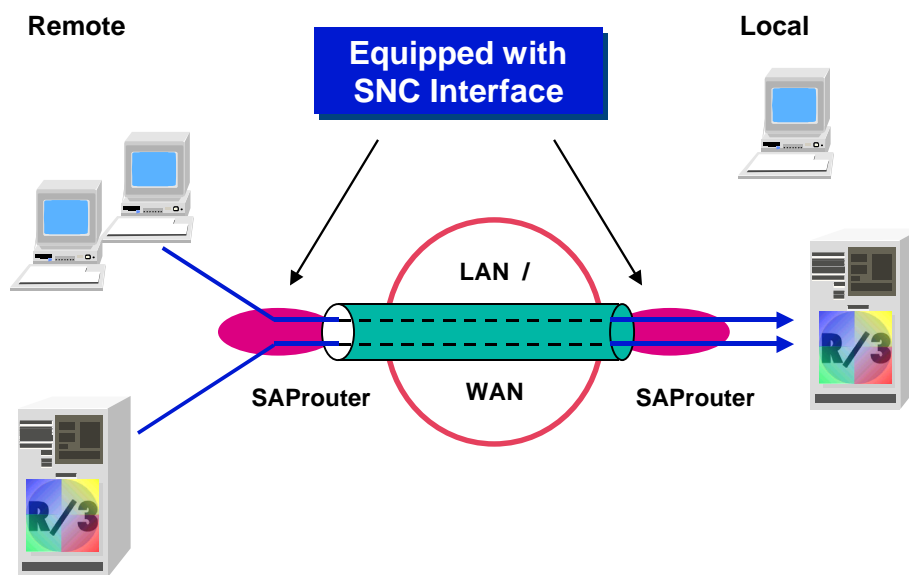 Remote
Local
Equipped with
SNC Interface
LAN /
R/3
SAProuter
WAN
SAProuter
R/3